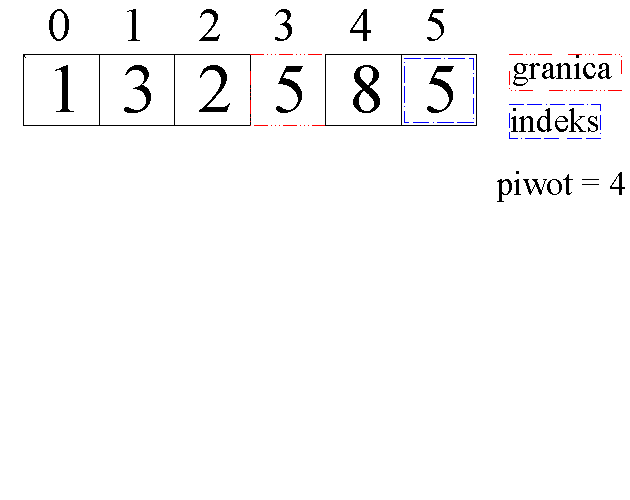 0 1 2 3 4 5
1 3 2 5 8 5
granica
indeks
piwot = 4